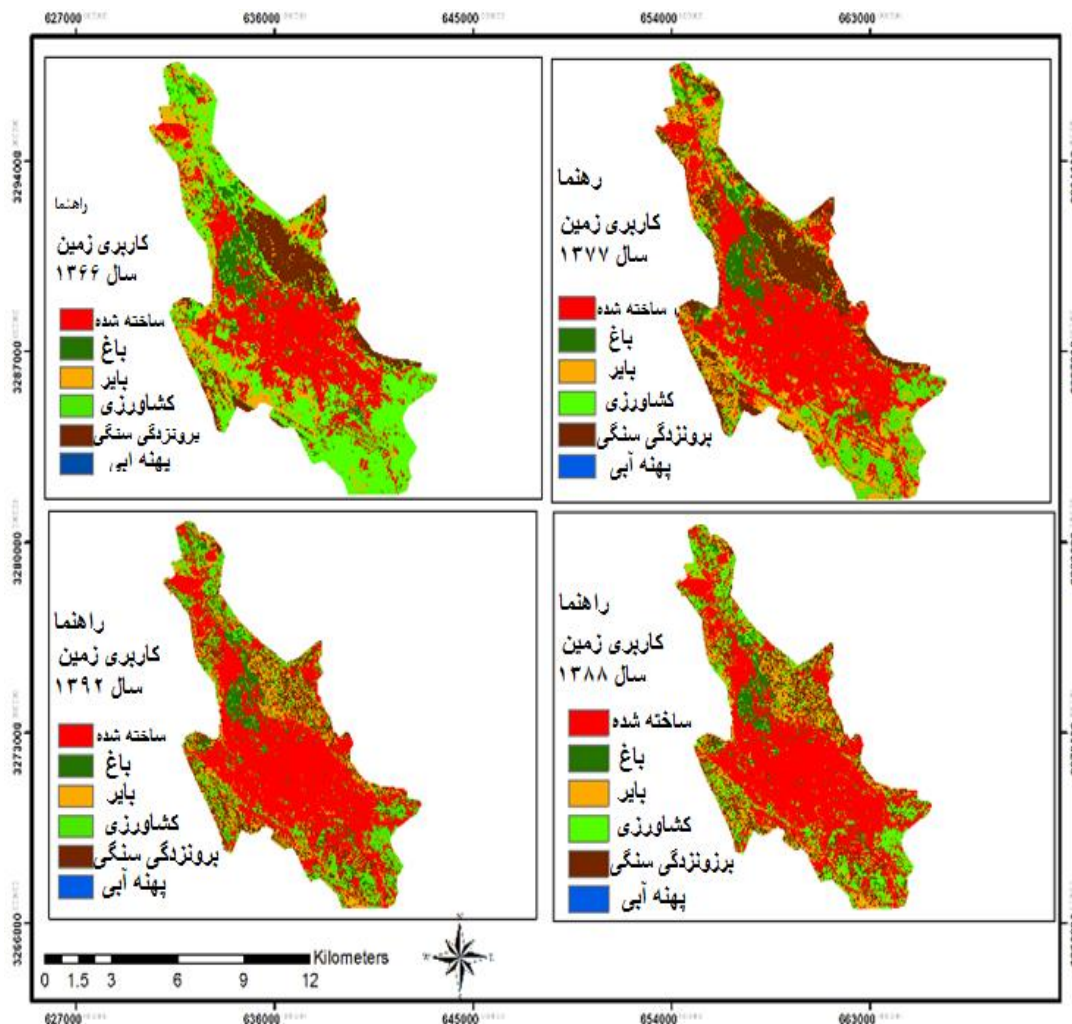 627000 636000 645000 654000 663000
3294000
3287000
3280000
3273000
3266000
راهنما
کاربری زمین
سال ۱۳۶۶
ساخته شده
باغ
بایر
کشاورزی
برونزدگی سنگی
پهنه ابی
رهنما
کاربری زمین
سال ۱۳۷۷
ساخته شده
باغ
بایر
کشاورزی
برونزدگی سنگی
پهنه آبی
راهنما
کاربری زمین
سال ۱۳۹۲
ساخته شده
باغ
بایر
کشاورزی
برونزدگی سنگی
پهنه آبی
راهنما
کاربری زمین
سال ۱۳۸۸
ساخته شده
باغ
بایر
کشاورزی
برزونزدگی سنگی
پهنه آبی
Kilometers
0 1.5 3 6 9 12
627000 636000 645000 654000 663000